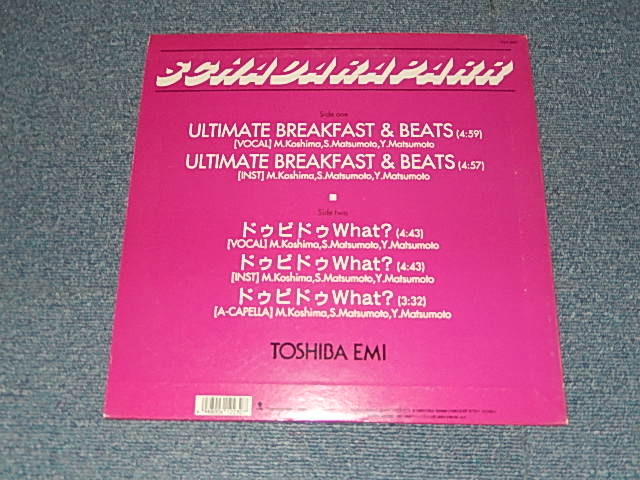 SCHADARAPARR
Side one
ULTIMATE BREAKFAST & BEATS (4:59)
[VOCAL] M.Koshima,S.Matsumoto,Y.Matsumoto
ULTIMATE BREAKFAST & BEATS (4:57)
[INST] M.Koshima,S.Matsumoto,Y.Matsumoto
Side two
ドゥビドゥWhat? (4:43)
[VOCAL] M.Koshima,S.Matsumoto,Y.Matsumoto
ドゥビドゥWhat? (4:43)
[INST] M.Koshima,S.Matsumoto,Y.Matsumoto
ドゥビドゥWhat? (3:32)
[A-CAPELLA] M.Koshima,S.Matsumoto,Y.Matsumoto
TOSHIBA EMI